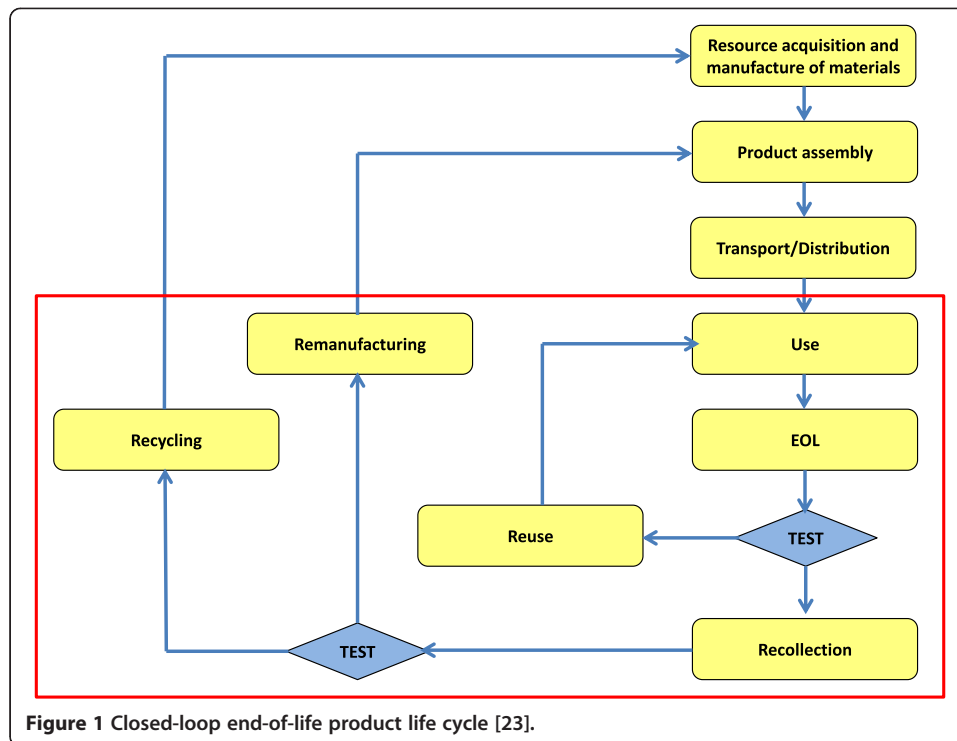 Resource acquisition and
manufacture of materials
Product assembly
Transport/Distribution
Remanufacturing
Use
Recycling
EOL
Reuse
TEST
TEST
Recollection
Figure 1 Closed-loop end-of-life product life cycle [23].